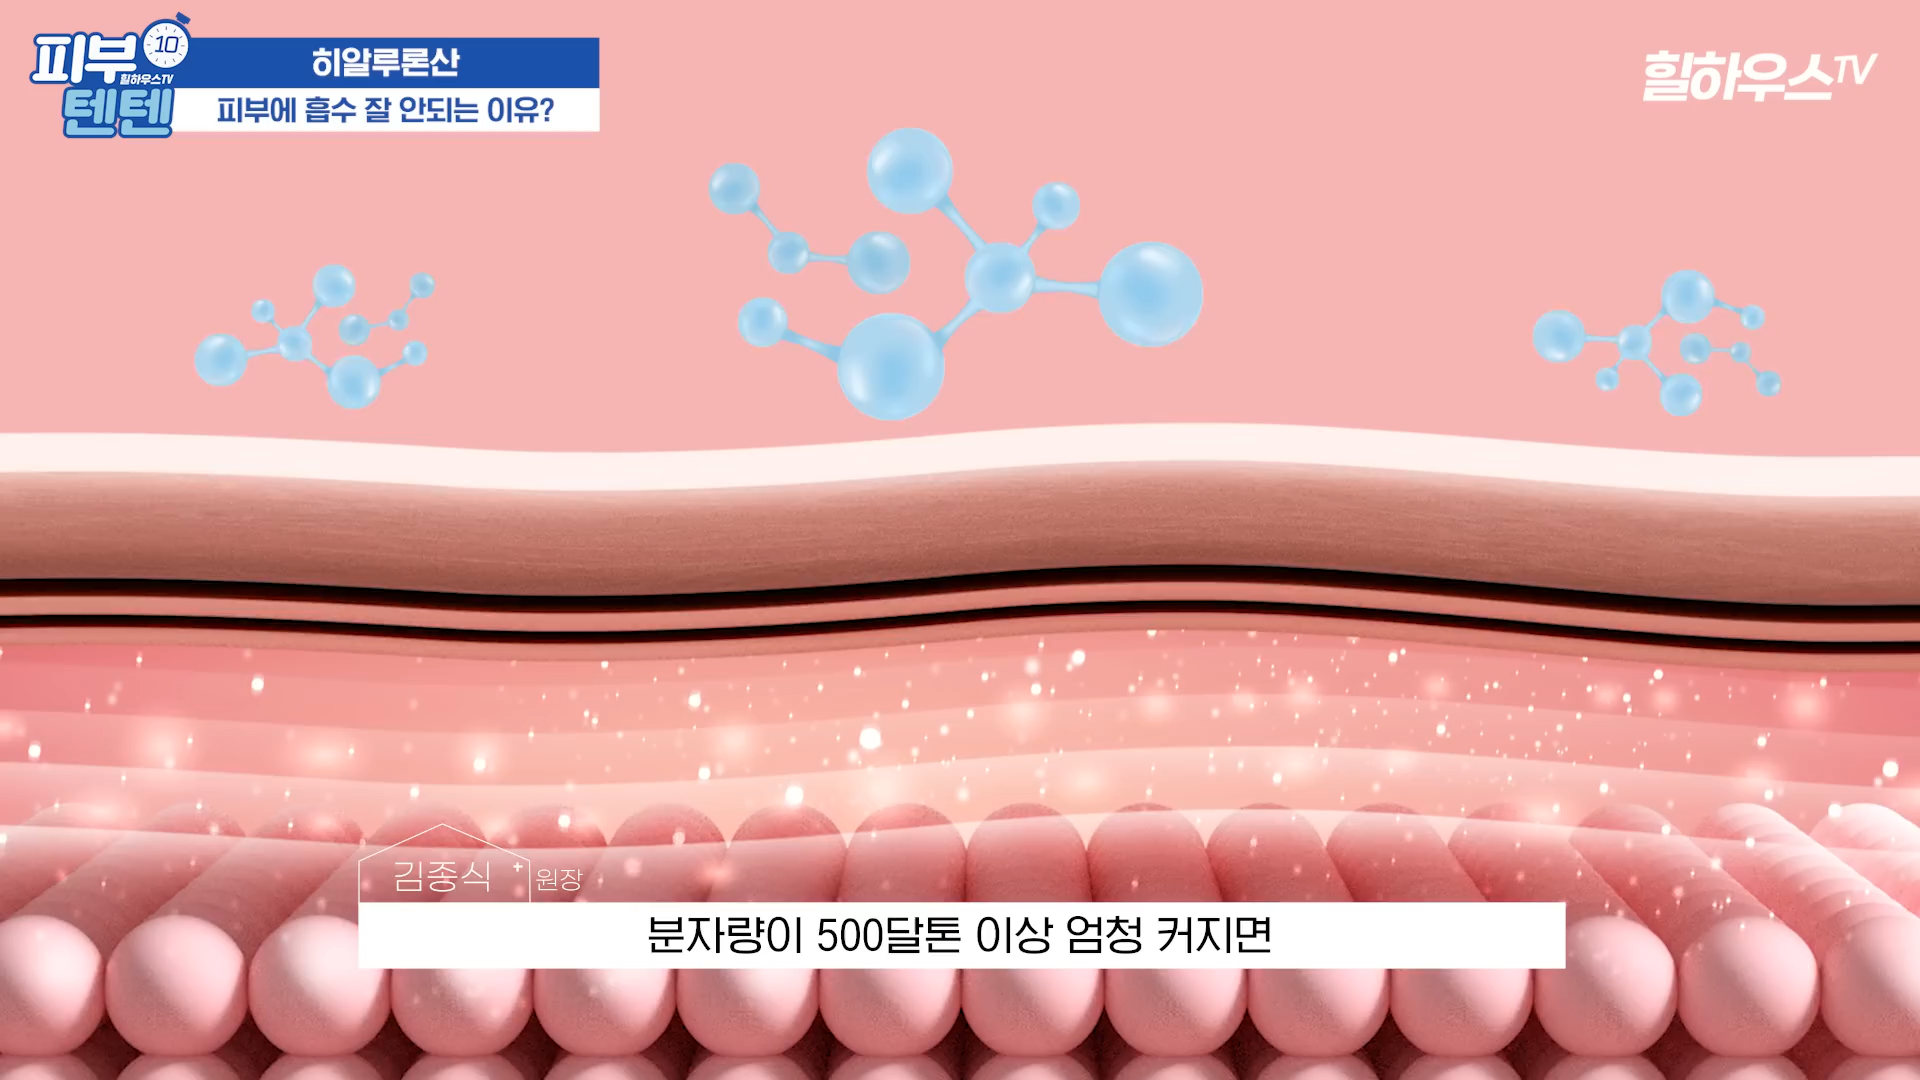 피부
10
힐하우스TV
텐텐
히알루론산
피부에 흡수 잘 안되는 이유?
힐하우스TV
김종식 원장
분자량이 500달톤 이상 엄청 커지면